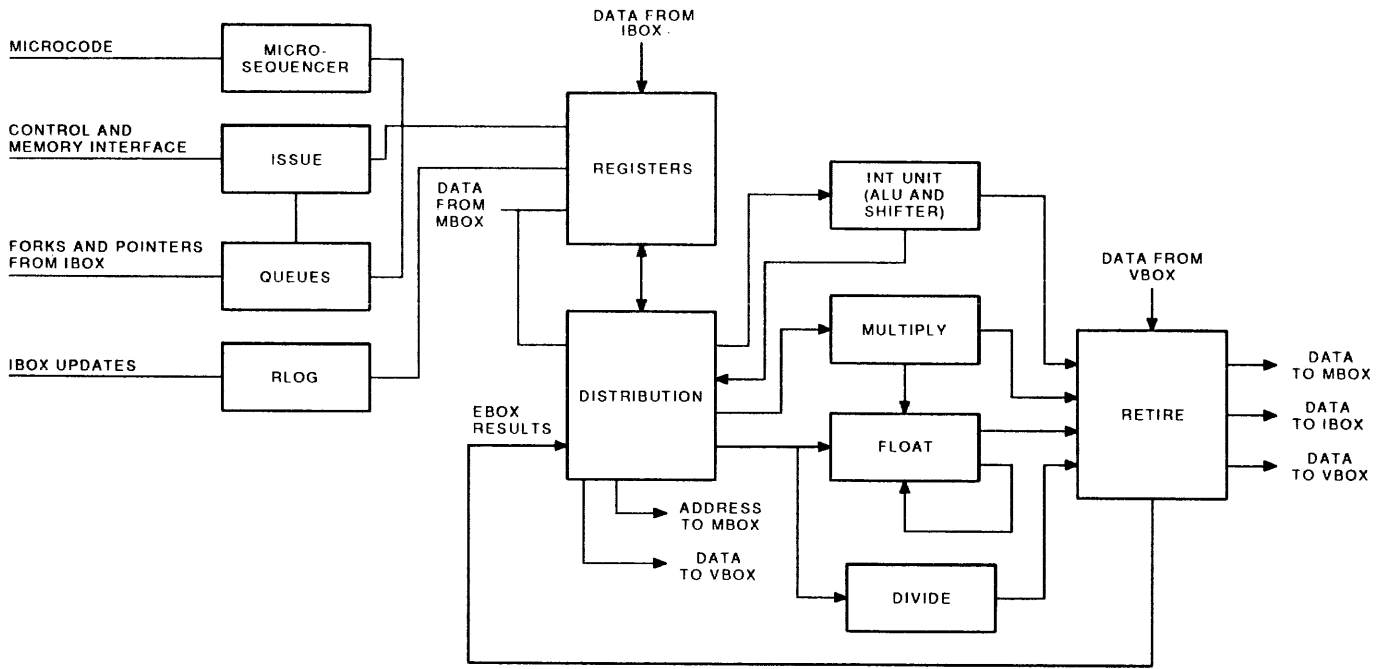 DATA FROM
IBOX
MICROCODE
MICRO-
SEQUENCER
CONTROL AND
MEMORY INTERFACE
ISSUE
REGISTERS
DATA
FROM
MBOX
INT UNIT
(ALU AND
SHIFTER)
FORKS AND POINTERS
FROM IBOX
QUEUES
DATA FROM
VBOX
IBOX UPDATES
RLOG
DISTRIBUTION
MULTIPLY
EBOX
RESULTS
FLOAT
RETIRE
DATA
TO MBOX
DATA
TO IBOX
DATA
TO VBOX
ADDRESS
TO MBOX
DATA
TO VBOX
DIVIDE